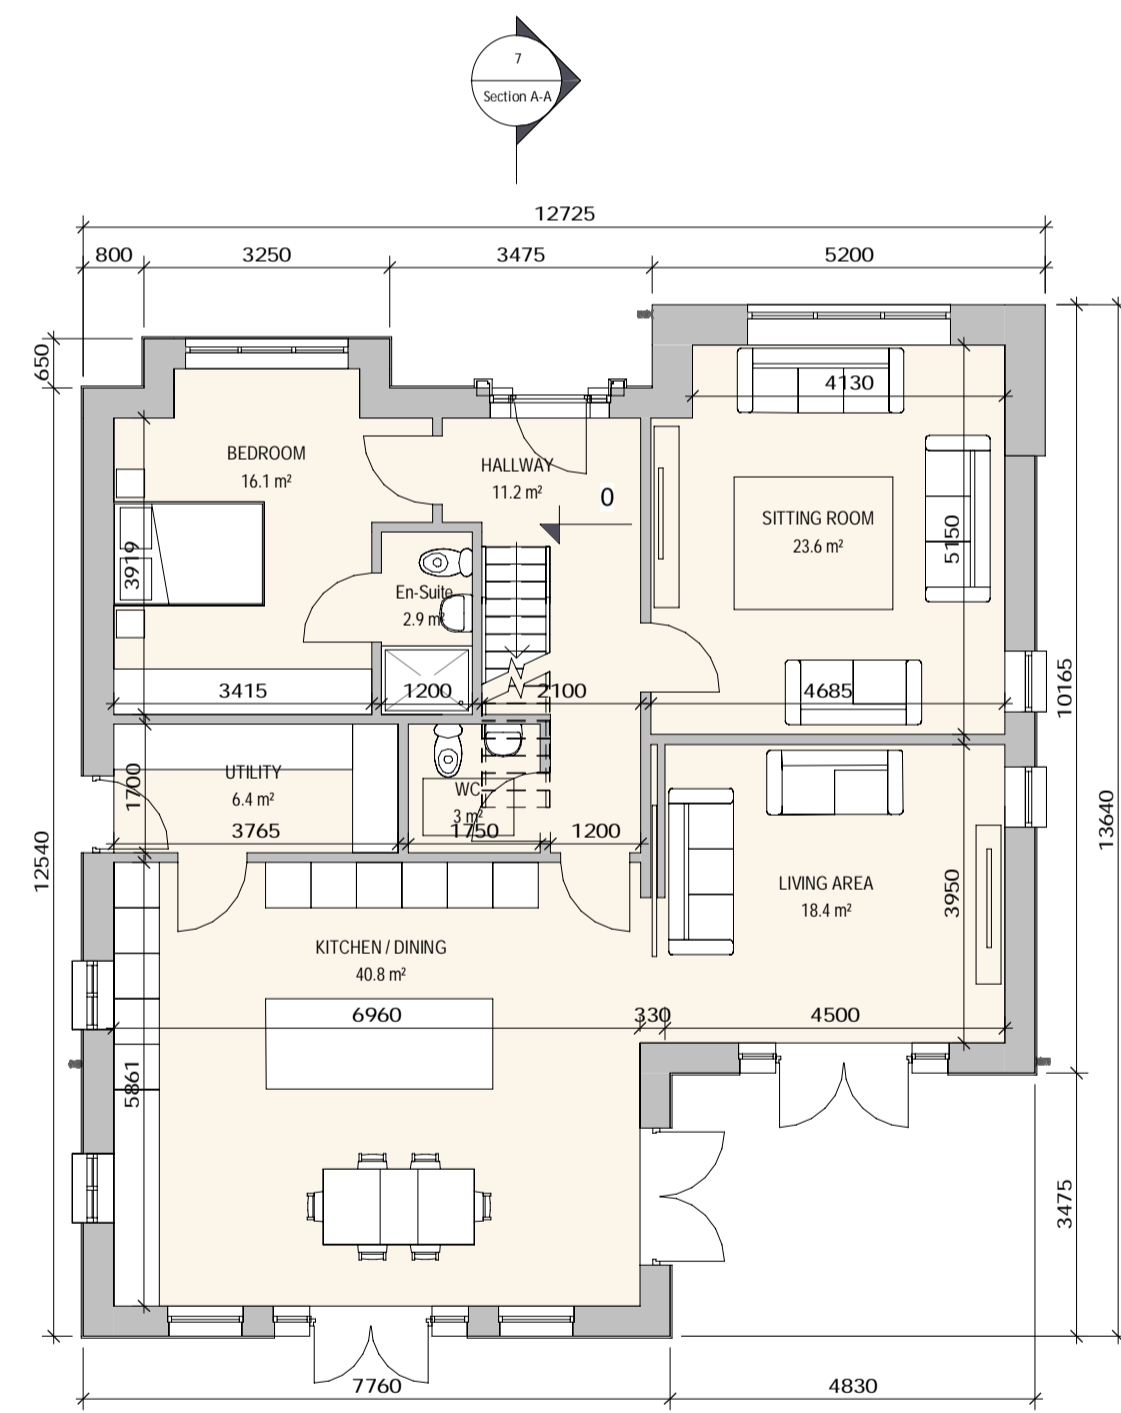 7
Section A-A
12725
800
3250
3475
5200
650
4130
BEDROOM
16.1 m²
HALLWAY
11.2 m²
0
SITTING ROOM
23.6 m²
5150
3919
En-Suite
2.9 m²
3415
1200
2100
4685
10165
UTILITY
6.4 m²
1700
WC
3 m²
3765
1750
1200
12540
13640
LIVING AREA
18.4 m²
3950
KITCHEN / DINING
40.8 m²
6960
330
4500
5861
3475
7760
4830